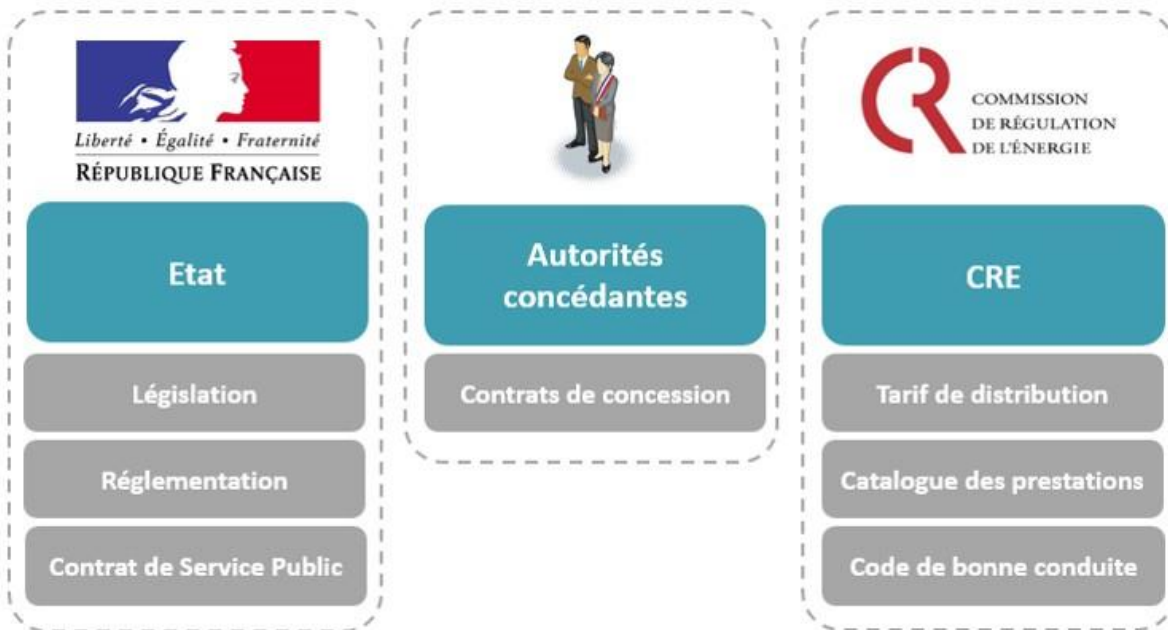 Liberté • Égalité • Fraternité
RÉPUBLIQUE FRANÇAISE
Etat
Législation
Réglementation
Contrat de Service Public
Autorités
concédantes
Contrats de concession
CR
COMMISSION
DE RÉGULATION
DE L'ÉNERGIE
CRE
Tarif de distribution
Catalogue des prestations
Code de bonne conduite